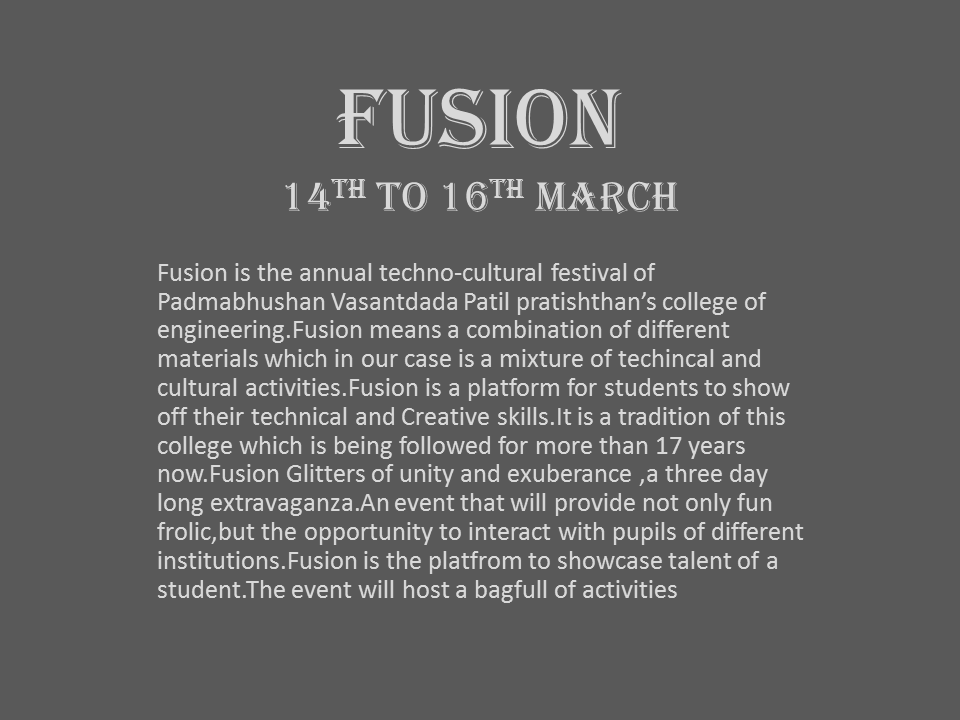 FUSION
14TH TO 16TH MARCH
Fusion is the annual techno-cultural festival of
Padmabhushan Vasantdada Patil pratishthan’s college of
engineering.Fusion means a combination of different
materials which in our case is a mixture of techincal and
cultural activities.Fusion is a platform for students to show
off their technical and Creative skills.It is a tradition of this
college which is being followed for more than 17 years
now.Fusion Glitters of unity and exuberance ,a three day
long extravaganza.An event that will provide not only fun
frolic,but the opportunity to interact with pupils of different
institutions.Fusion is the platfrom to showcase talent of a
student.The event will host a bagfull of activities